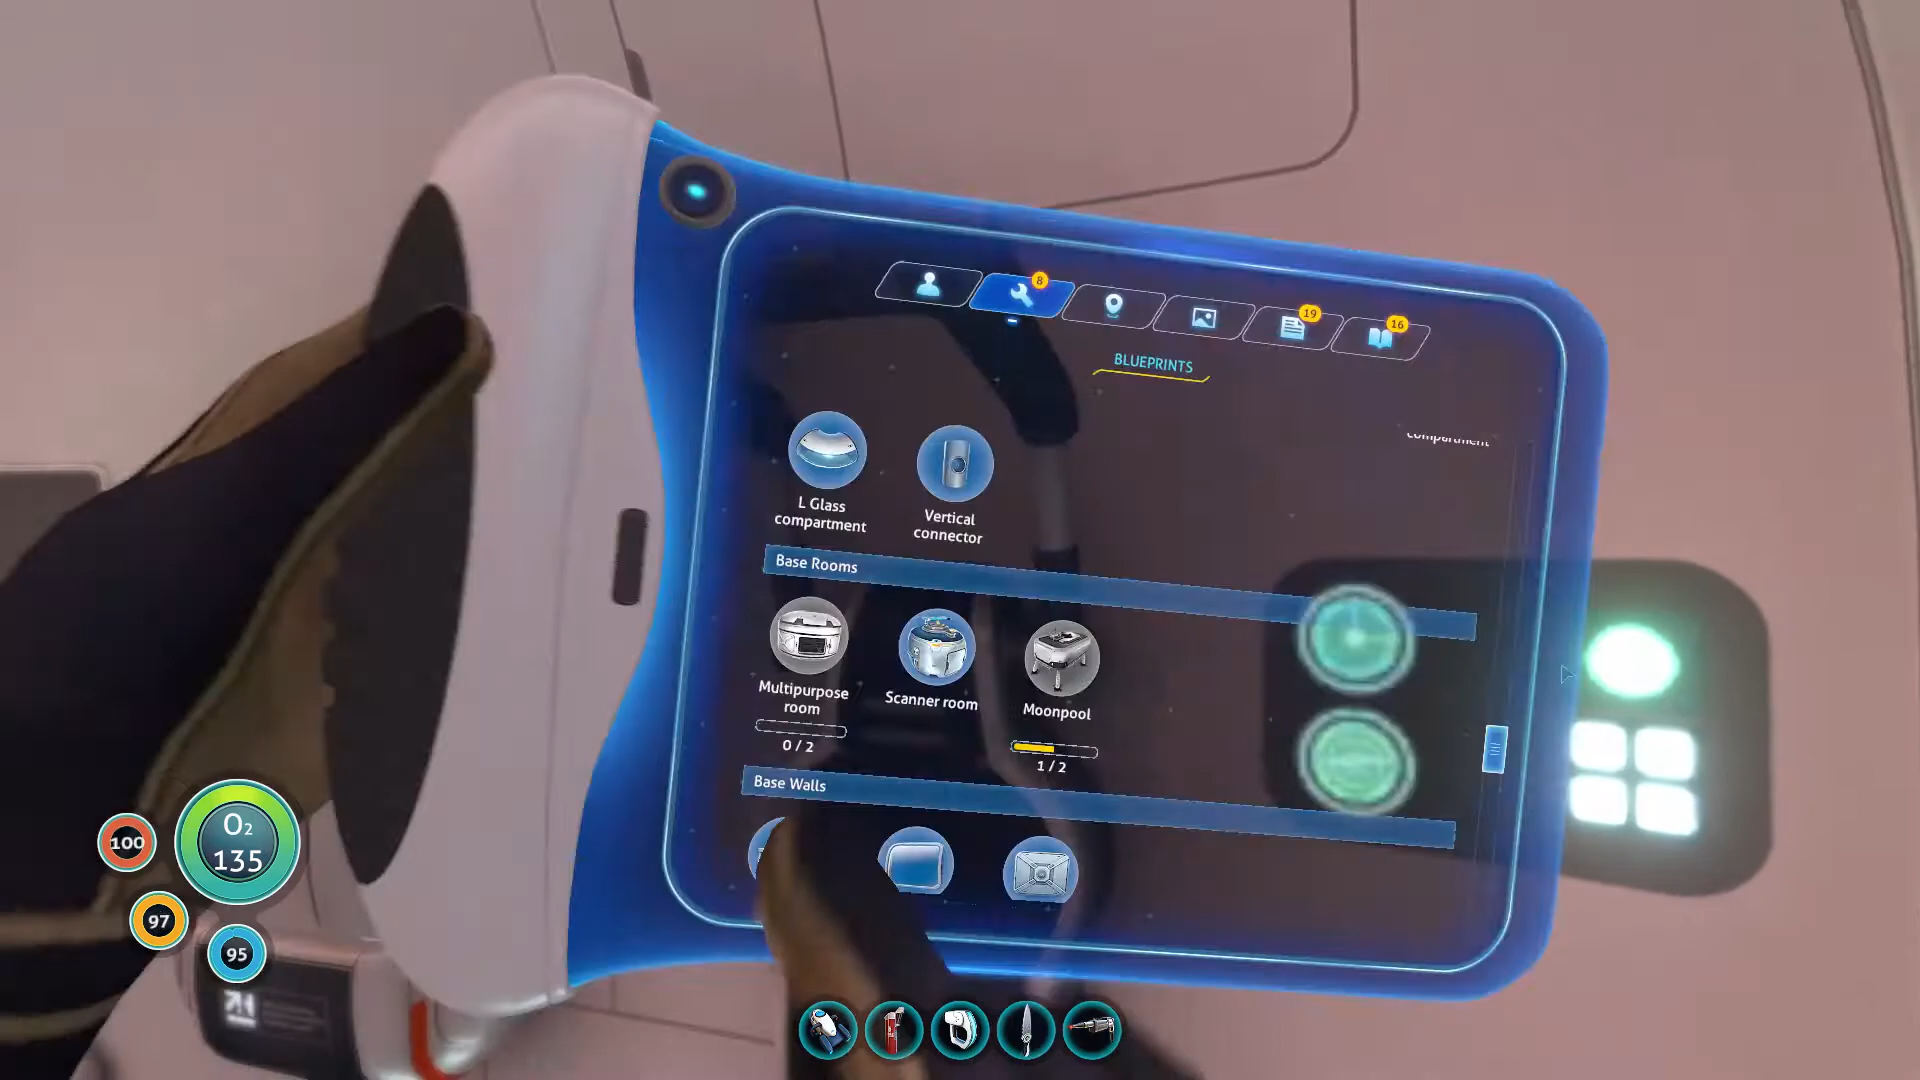 8
19
16
BLUEPRINTS
compartment
L Glass
compartment
Vertical
connector
Base Rooms
Multipurpose
room
0 / 2
Scanner room
Moonpool
1 / 2
Base Walls
O₂
135
100
97
95